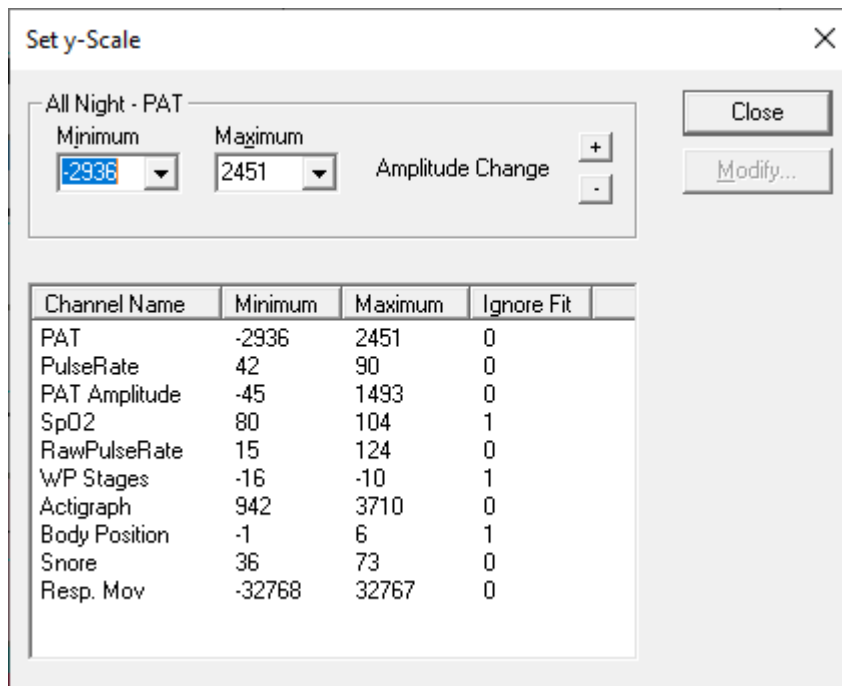 Set y-Scale
All Night - PAT
Minimum Maximum
-2936 2451 Amplitude Change + -
Close
Modify...
Channel Name Minimum Maximum Ignore Fit
PAT -2936 2451 0
PulseRate 42 90 0
PAT Amplitude -45 1493 0
SpO2 80 104 1
RawPulseRate 15 124 0
WP Stages -16 -10 1
Actigraph 942 3710 0
Body Position -1 6 1
Snore 36 73 0
Resp. Mov -32768 32767 0